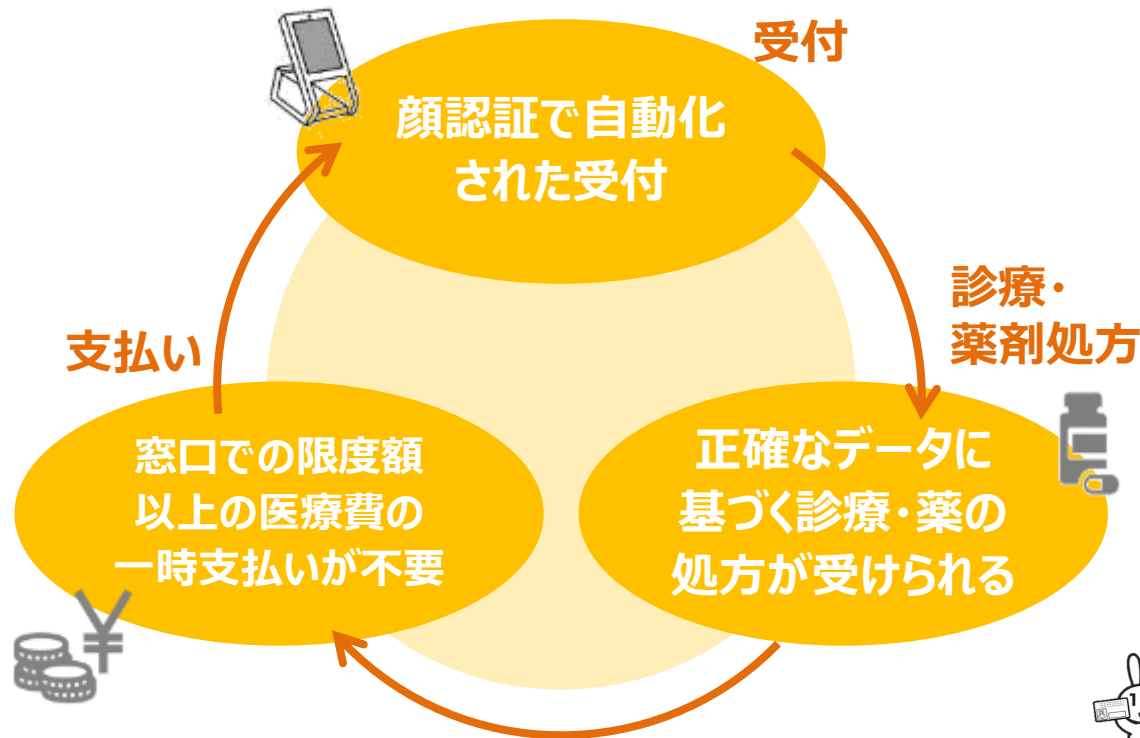 受付
顔認証で自動化
された受付
診療・
薬剤処方
支払い
正確なデータに
基づく診療・薬の
処方が受けられる
窓口での限度額
以上の医療費の
一時支払いが不要
¥